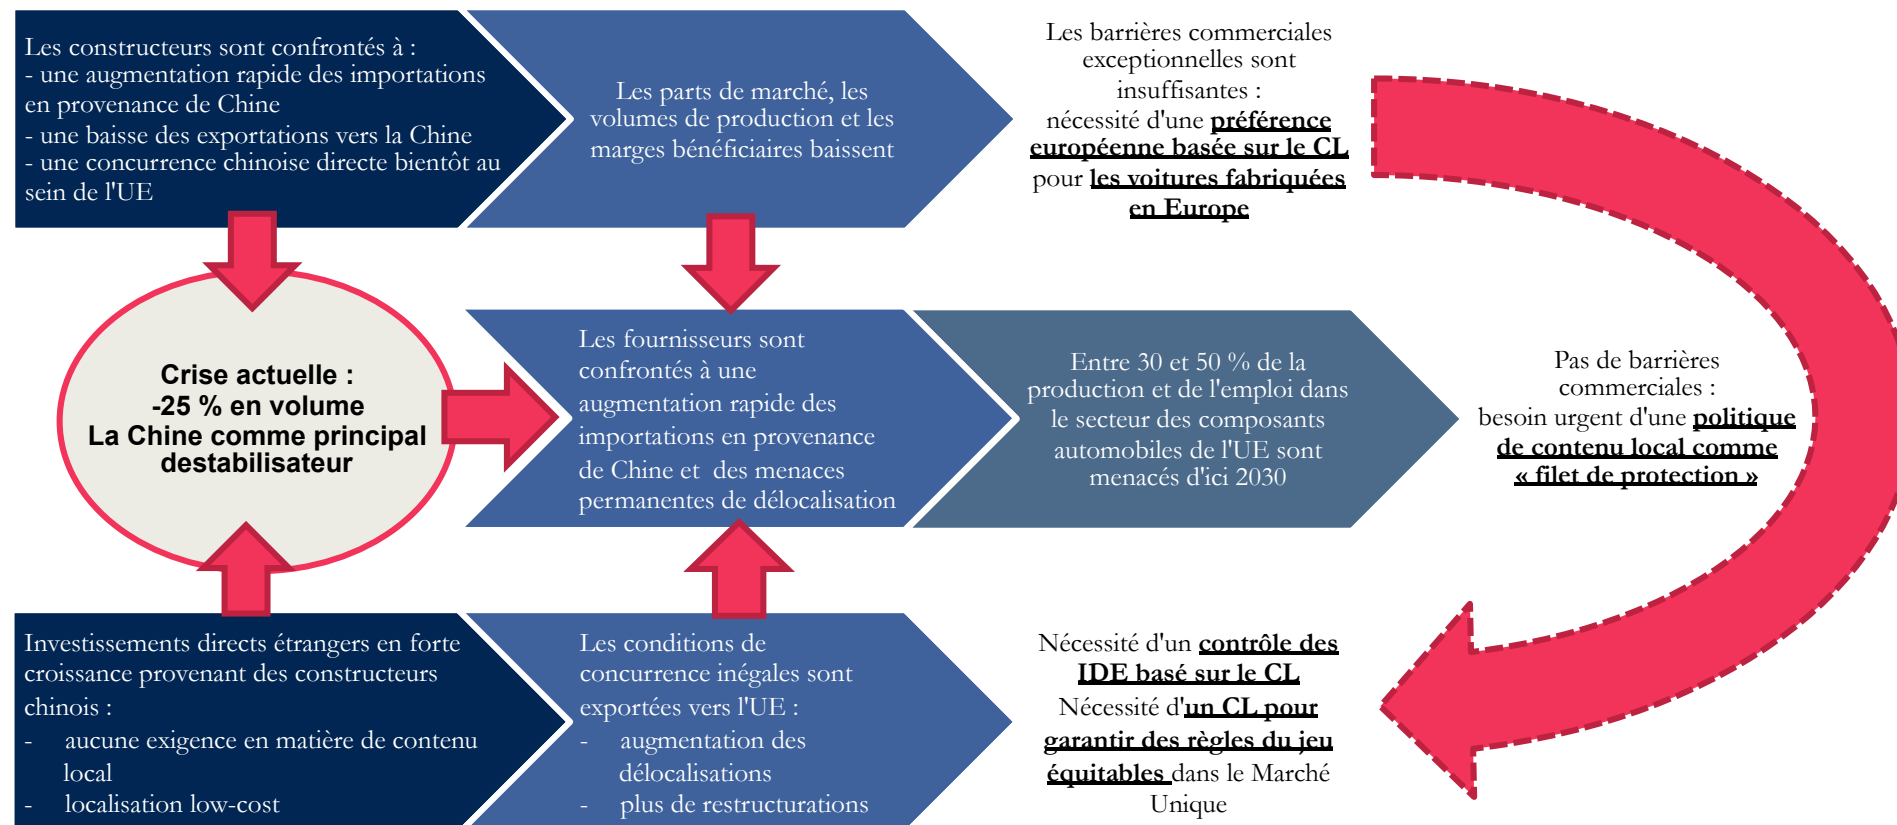 Les constructeurs sont confrontés à :
- une augmentation rapide des importations
en provenance de Chine
- une baisse des exportations vers la Chine
- une concurrence chinoise directe bientôt au
sein de l'UE
Les parts de marché, les
volumes de production et les
marges bénéficiaires baissent
Les barrières commerciales
exceptionnelles sont
insuffisantes :
nécessité d'une préférence
européenne basée sur le CL
pour les voitures fabriquées
en Europe
Crise actuelle :
-25 % en volume
La Chine comme principal
destabilisateur
Les fournisseurs sont
confrontés à une
augmentation rapide des
importations en provenance
de Chine et des menaces
permanentes de délocalisation
Entre 30 et 50 % de la
production et de l'emploi dans
le secteur des composants
automobiles de l'UE sont
menacés d'ici 2030
Pas de barrières
commerciales :
besoin urgent d'une politique
de contenu local comme
« filet de protection »
Investissements directs étrangers en forte
croissance provenant des constructeurs
chinois :
- aucune exigence en matière de contenu
local
- localisation low-cost
Les conditions de
concurrence inégales sont
exportées vers l'UE :
- augmentation des
délocalisations
- plus de restructurations
Nécessité d'un contrôle des
IDE basé sur le CL
Nécessité d'un CL pour
garantir des règles du jeu
équitables dans le Marché
Unique